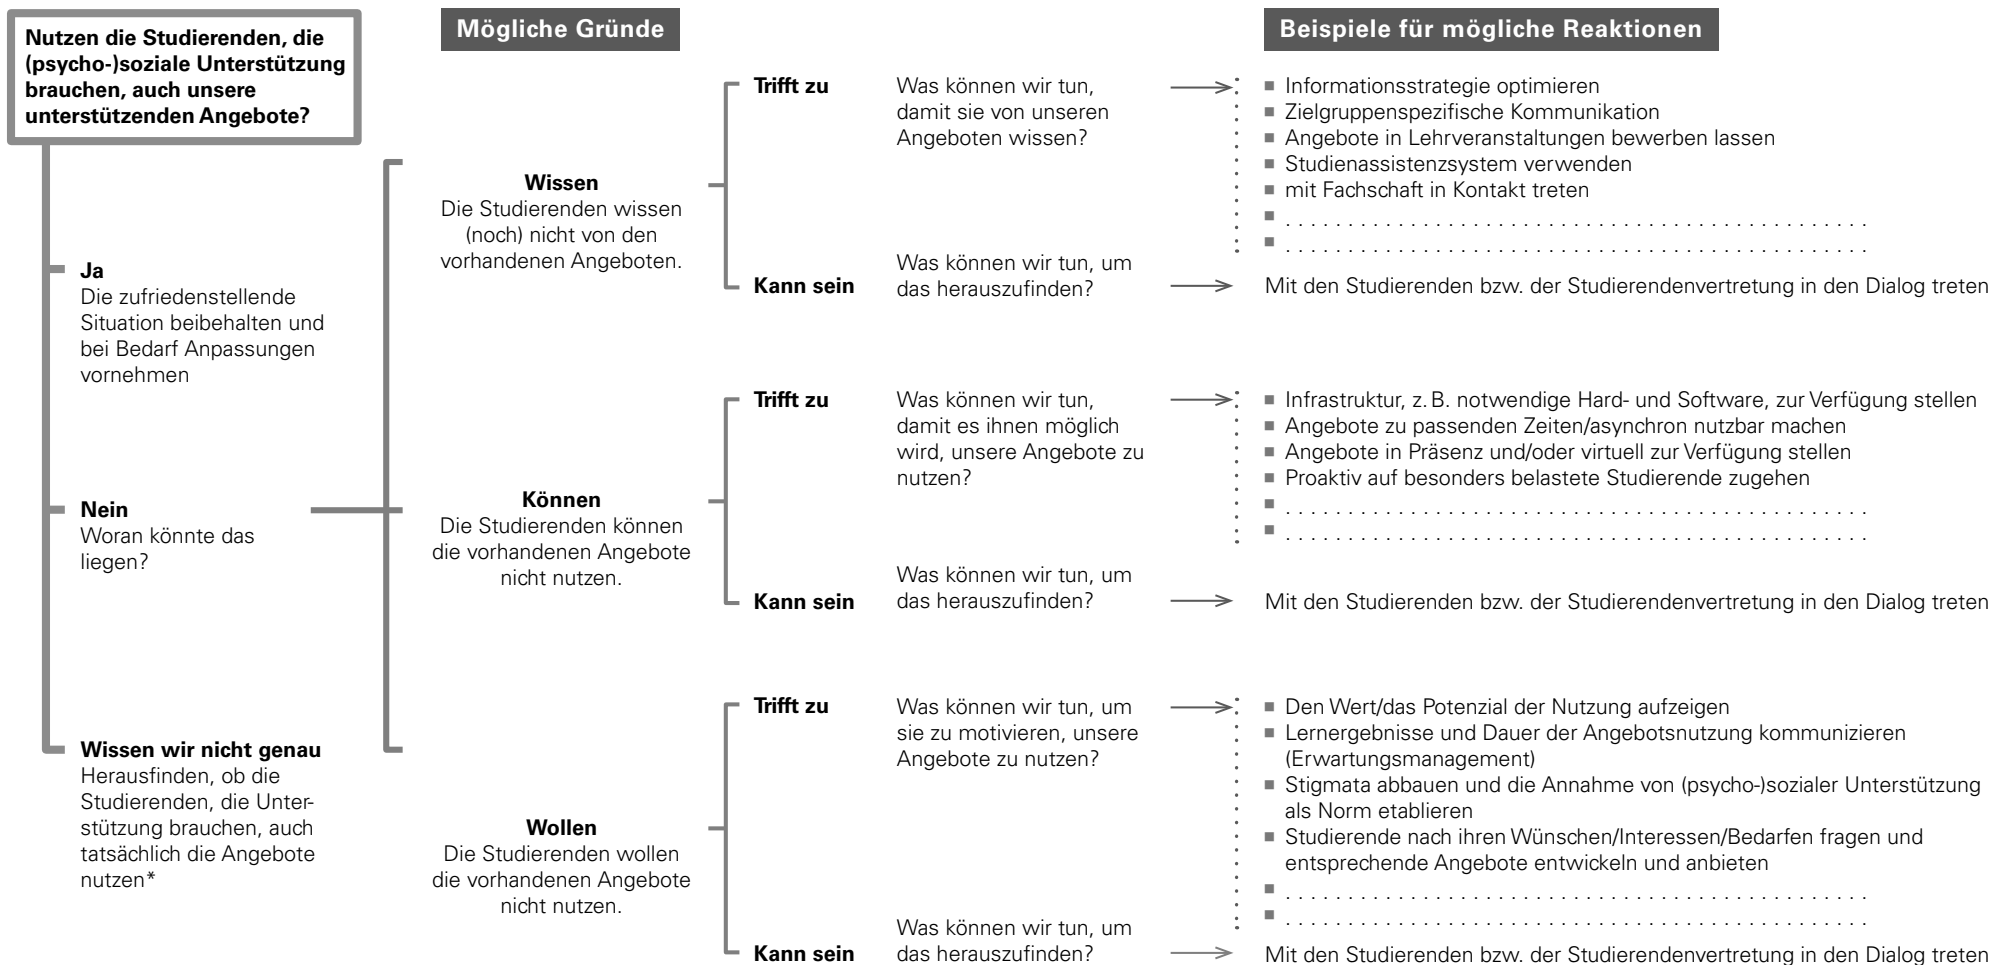 Nutzen die Studierenden, die
(psycho-)soziale Unterstützung
brauchen, auch unsere
unterstützenden Angebote?
Ja
Die zufriedenstellende
Situation beibehalten und
bei Bedarf Anpassungen
vornehmen
Nein
Woran könnte das
liegen?
Wissen wir nicht genau
Herausfinden, ob die
Studierenden, die Unter-
stützung brauchen, auch
tatsächlich die Angebote
nutzen*
Mögliche Gründe
Beispiele für mögliche Reaktionen
Wissen
Die Studierenden wissen
(noch) nicht von den
vorhandenen Angeboten.
Trifft zu
Was können wir tun,
damit sie von unseren
Angeboten wissen?
■ Informationsstrategie optimieren
■ Zielgruppenspezifische Kommunikation
■ Angebote in Lehrveranstaltungen bewerben lassen
■ Studienassistenzsystem verwenden
■ mit Fachschaft in Kontakt treten
■ . . . . . . . . . . . . . . . . . . . . . . . . . . . . . . . . . . . . . . . . . . . . . . .
■ . . . . . . . . . . . . . . . . . . . . . . . . . . . . . . . . . . . . . . . . . . . . . . .
Kann sein
Was können wir tun, um
das herauszufinden?
Mit den Studierenden bzw. der Studierendenvertretung in den Dialog treten
Können
Die Studierenden können
die vorhandenen Angebote
nicht nutzen.
Trifft zu
Was können wir tun,
damit es ihnen möglich
wird, unsere Angebote zu
nutzen?
■ Infrastruktur, z. B. notwendige Hard- und Software, zur Verfügung stellen
■ Angebote zu passenden Zeiten/asynchron nutzbar machen
■ Angebote in Präsenz und/oder virtuell zur Verfügung stellen
■ Proaktiv auf besonders belastete Studierende zugehen
■ . . . . . . . . . . . . . . . . . . . . . . . . . . . . . . . . . . . . . . . . . . . . . . .
■ . . . . . . . . . . . . . . . . . . . . . . . . . . . . . . . . . . . . . . . . . . . . . . .
Kann sein
Was können wir tun, um
das herauszufinden?
Mit den Studierenden bzw. der Studierendenvertretung in den Dialog treten
Wollen
Die Studierenden wollen
die vorhandenen Angebote
nicht nutzen.
Trifft zu
Was können wir tun, um
sie zu motivieren, unsere
Angebote zu nutzen?
■ Den Wert/das Potenzial der Nutzung aufzeigen
■ Lernergebnisse und Dauer der Angebotsnutzung kommunizieren
(Erwartungsmanagement)
■ Stigmata abbauen und die Annahme von (psycho-)sozialer Unterstützung
als Norm etablieren
■ Studierende nach ihren Wünschen/Interessen/Bedarfen fragen und
entsprechende Angebote entwickeln und anbieten
■ . . . . . . . . . . . . . . . . . . . . . . . . . . . . . . . . . . . . . . . . . . . . . . .
■ . . . . . . . . . . . . . . . . . . . . . . . . . . . . . . . . . . . . . . . . . . . . . . .
Kann sein
Was können wir tun, um
das herauszufinden?
Mit den Studierenden bzw. der Studierendenvertretung in den Dialog treten